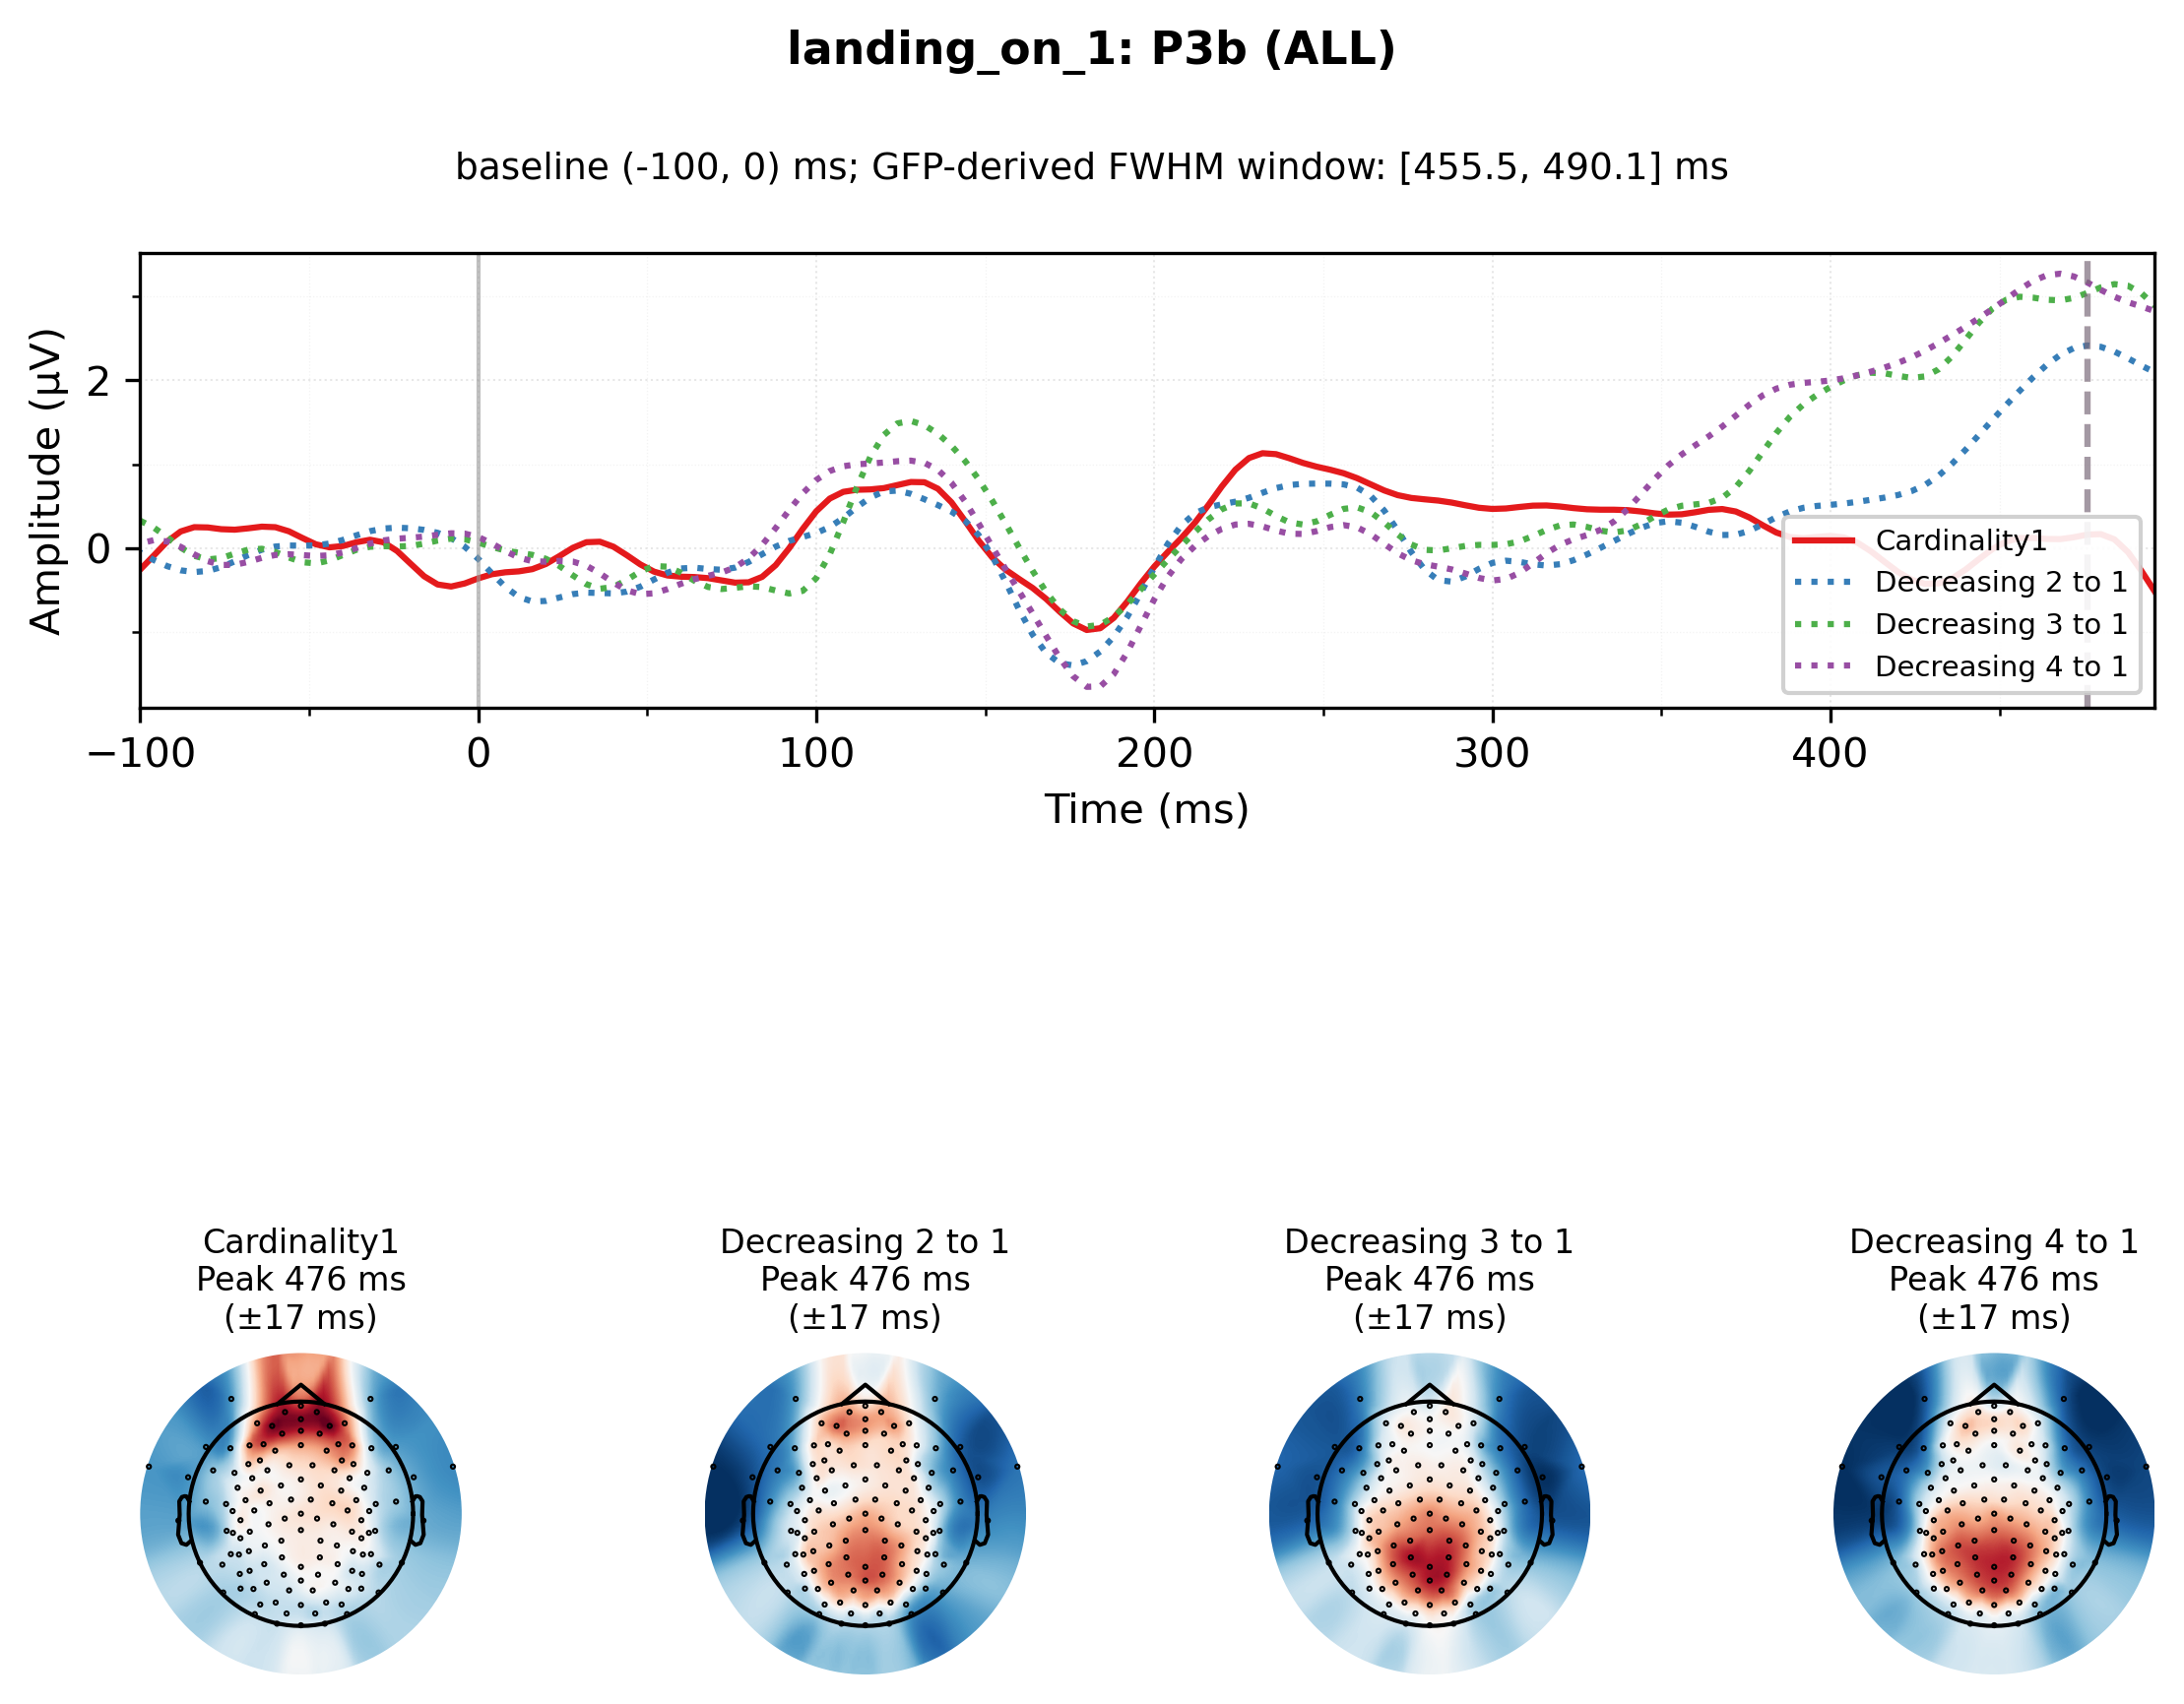 landing_on_1: P3b (ALL)
baseline (-100, 0) ms; GFP-derived FWHM window: [455.5, 490.1] ms
Amplitude (µV)
2
0
Cardinality1
Decreasing 2 to 1
Decreasing 3 to 1
Decreasing 4 to 1
−100 0 100 200 300 400
Time (ms)
Cardinality1
Peak 476 ms
(±17 ms)
Decreasing 2 to 1
Peak 476 ms
(±17 ms)
Decreasing 3 to 1
Peak 476 ms
(±17 ms)
Decreasing 4 to 1
Peak 476 ms
(±17 ms)